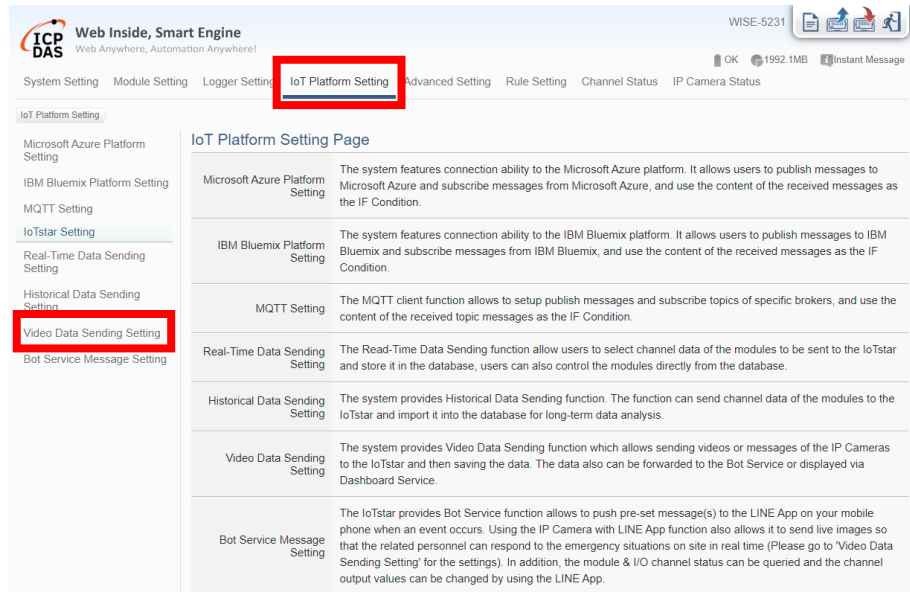 WISE-5231
ICP
DAS
Web Inside, Smart Engine
Web Anywhere, Automation Anywhere!
OK 1992.1MB Instant Message
System Setting Module Setting Logger Setting IoT Platform Setting Advanced Setting Rule Setting Channel Status IP Camera Status
IoT Platform Setting
Microsoft Azure Platform
Setting
IBM Bluemix Platform Setting
MQTT Setting
IoTstar Setting
Real-Time Data Sending
Setting
Historical Data Sending
Setting
Video Data Sending Setting
Bot Service Message Setting
IoT Platform Setting Page
Microsoft Azure Platform
Setting
The system features connection ability to the Microsoft Azure platform. It allows users to publish messages to
Microsoft Azure and subscribe messages from Microsoft Azure, and use the content of the received messages as
the IF Condition.
IBM Bluemix Platform
Setting
The system features connection ability to the IBM Bluemix platform. It allows users to publish messages to IBM
Bluemix and subscribe messages from IBM Bluemix, and use the content of the received messages as the IF
Condition.
MQTT Setting
The MQTT client function allows to setup publish messages and subscribe topics of specific brokers, and use the
content of the received topic messages as the IF Condition.
Real-Time Data Sending
Setting
The Read-Time Data Sending function allow users to select channel data of the modules to be sent to the IoTstar
and store it in the database, users can also control the modules directly from the database.
Historical Data Sending
Setting
The system provides Historical Data Sending function. The function can send channel data of the modules to the
IoTstar and import it into the database for long-term data analysis.
Video Data Sending
Setting
The system provides Video Data Sending function which allows sending videos or messages of the IP Cameras
to the IoTstar and then saving the data. The data also can be forwarded to the Bot Service or displayed via
Dashboard Service.
Bot Service Message
Setting
The IoTstar provides Bot Service function allows to push pre-set message(s) to the LINE App on your mobile
phone when an event occurs. Using the IP Camera with LINE App function also allows it to send live images so
that the related personnel can respond to the emergency situations on site in real time (Please go to 'Video Data
Sending Setting' for the settings). In addition, the module & I/O channel status can be queried and the channel
output values can be changed by using the LINE App.